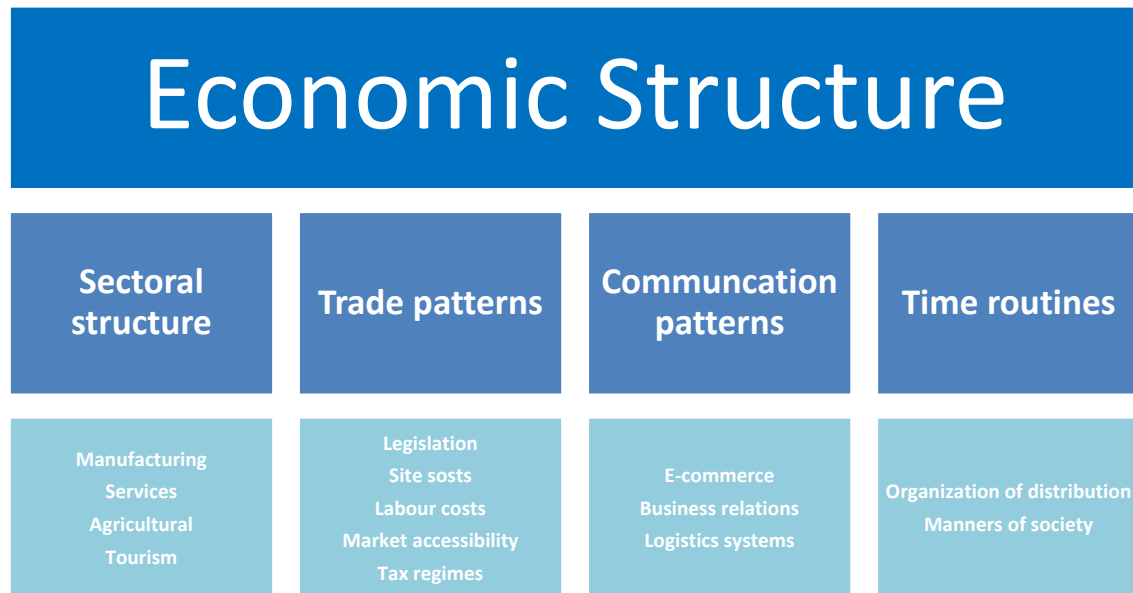 Economic Structure
Sectoral
structure
Trade patterns
Communcation
patterns
Time routines
Manufacturing
Services
Agricultural
Tourism
Legislation
Site sosts
Labour costs
Market accessibility
Tax regimes
E-commerce
Business relations
Logistics systems
Organization of distribution
Manners of society